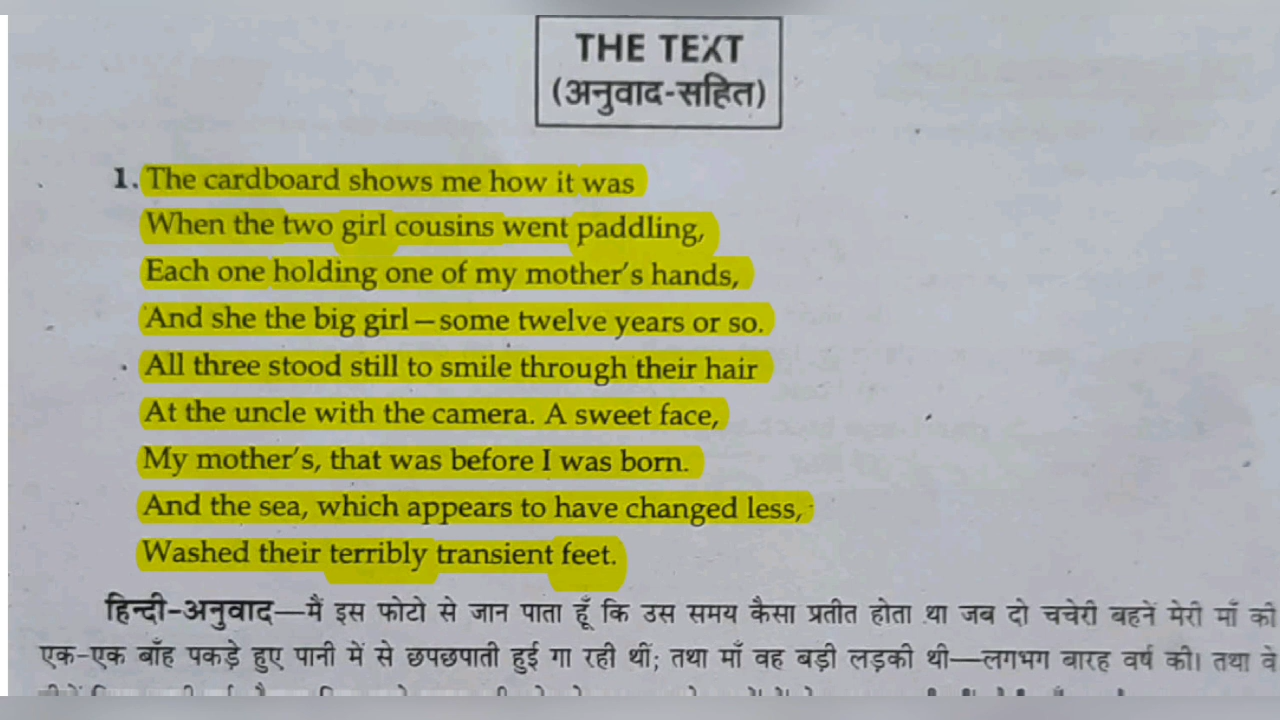 THE TEXT
(अनुवाद-सहित)
1. The cardboard shows me how it was
When the two girl cousins went paddling,
Each one holding one of my mother's hands,
And she the big girl—some twelve years or so.
All three stood still to smile through their hair
At the uncle with the camera. A sweet face,
My mother's, that was before I was born.
And the sea, which appears to have changed less,
Washed their terribly transient feet.
हिन्दी-अनुवाद—मैं इस फोटो से जान पाता हूँ कि उस समय कैसा प्रतीत होता था जब दो चचेरी बहनें मेरी माँ की
एक-एक बाँह पकड़े हुए पानी में से छपछपाती हुई गा रही थीं; तथा माँ वह बड़ी लड़की थी—लगभग बारह वर्ष की। तथा वे